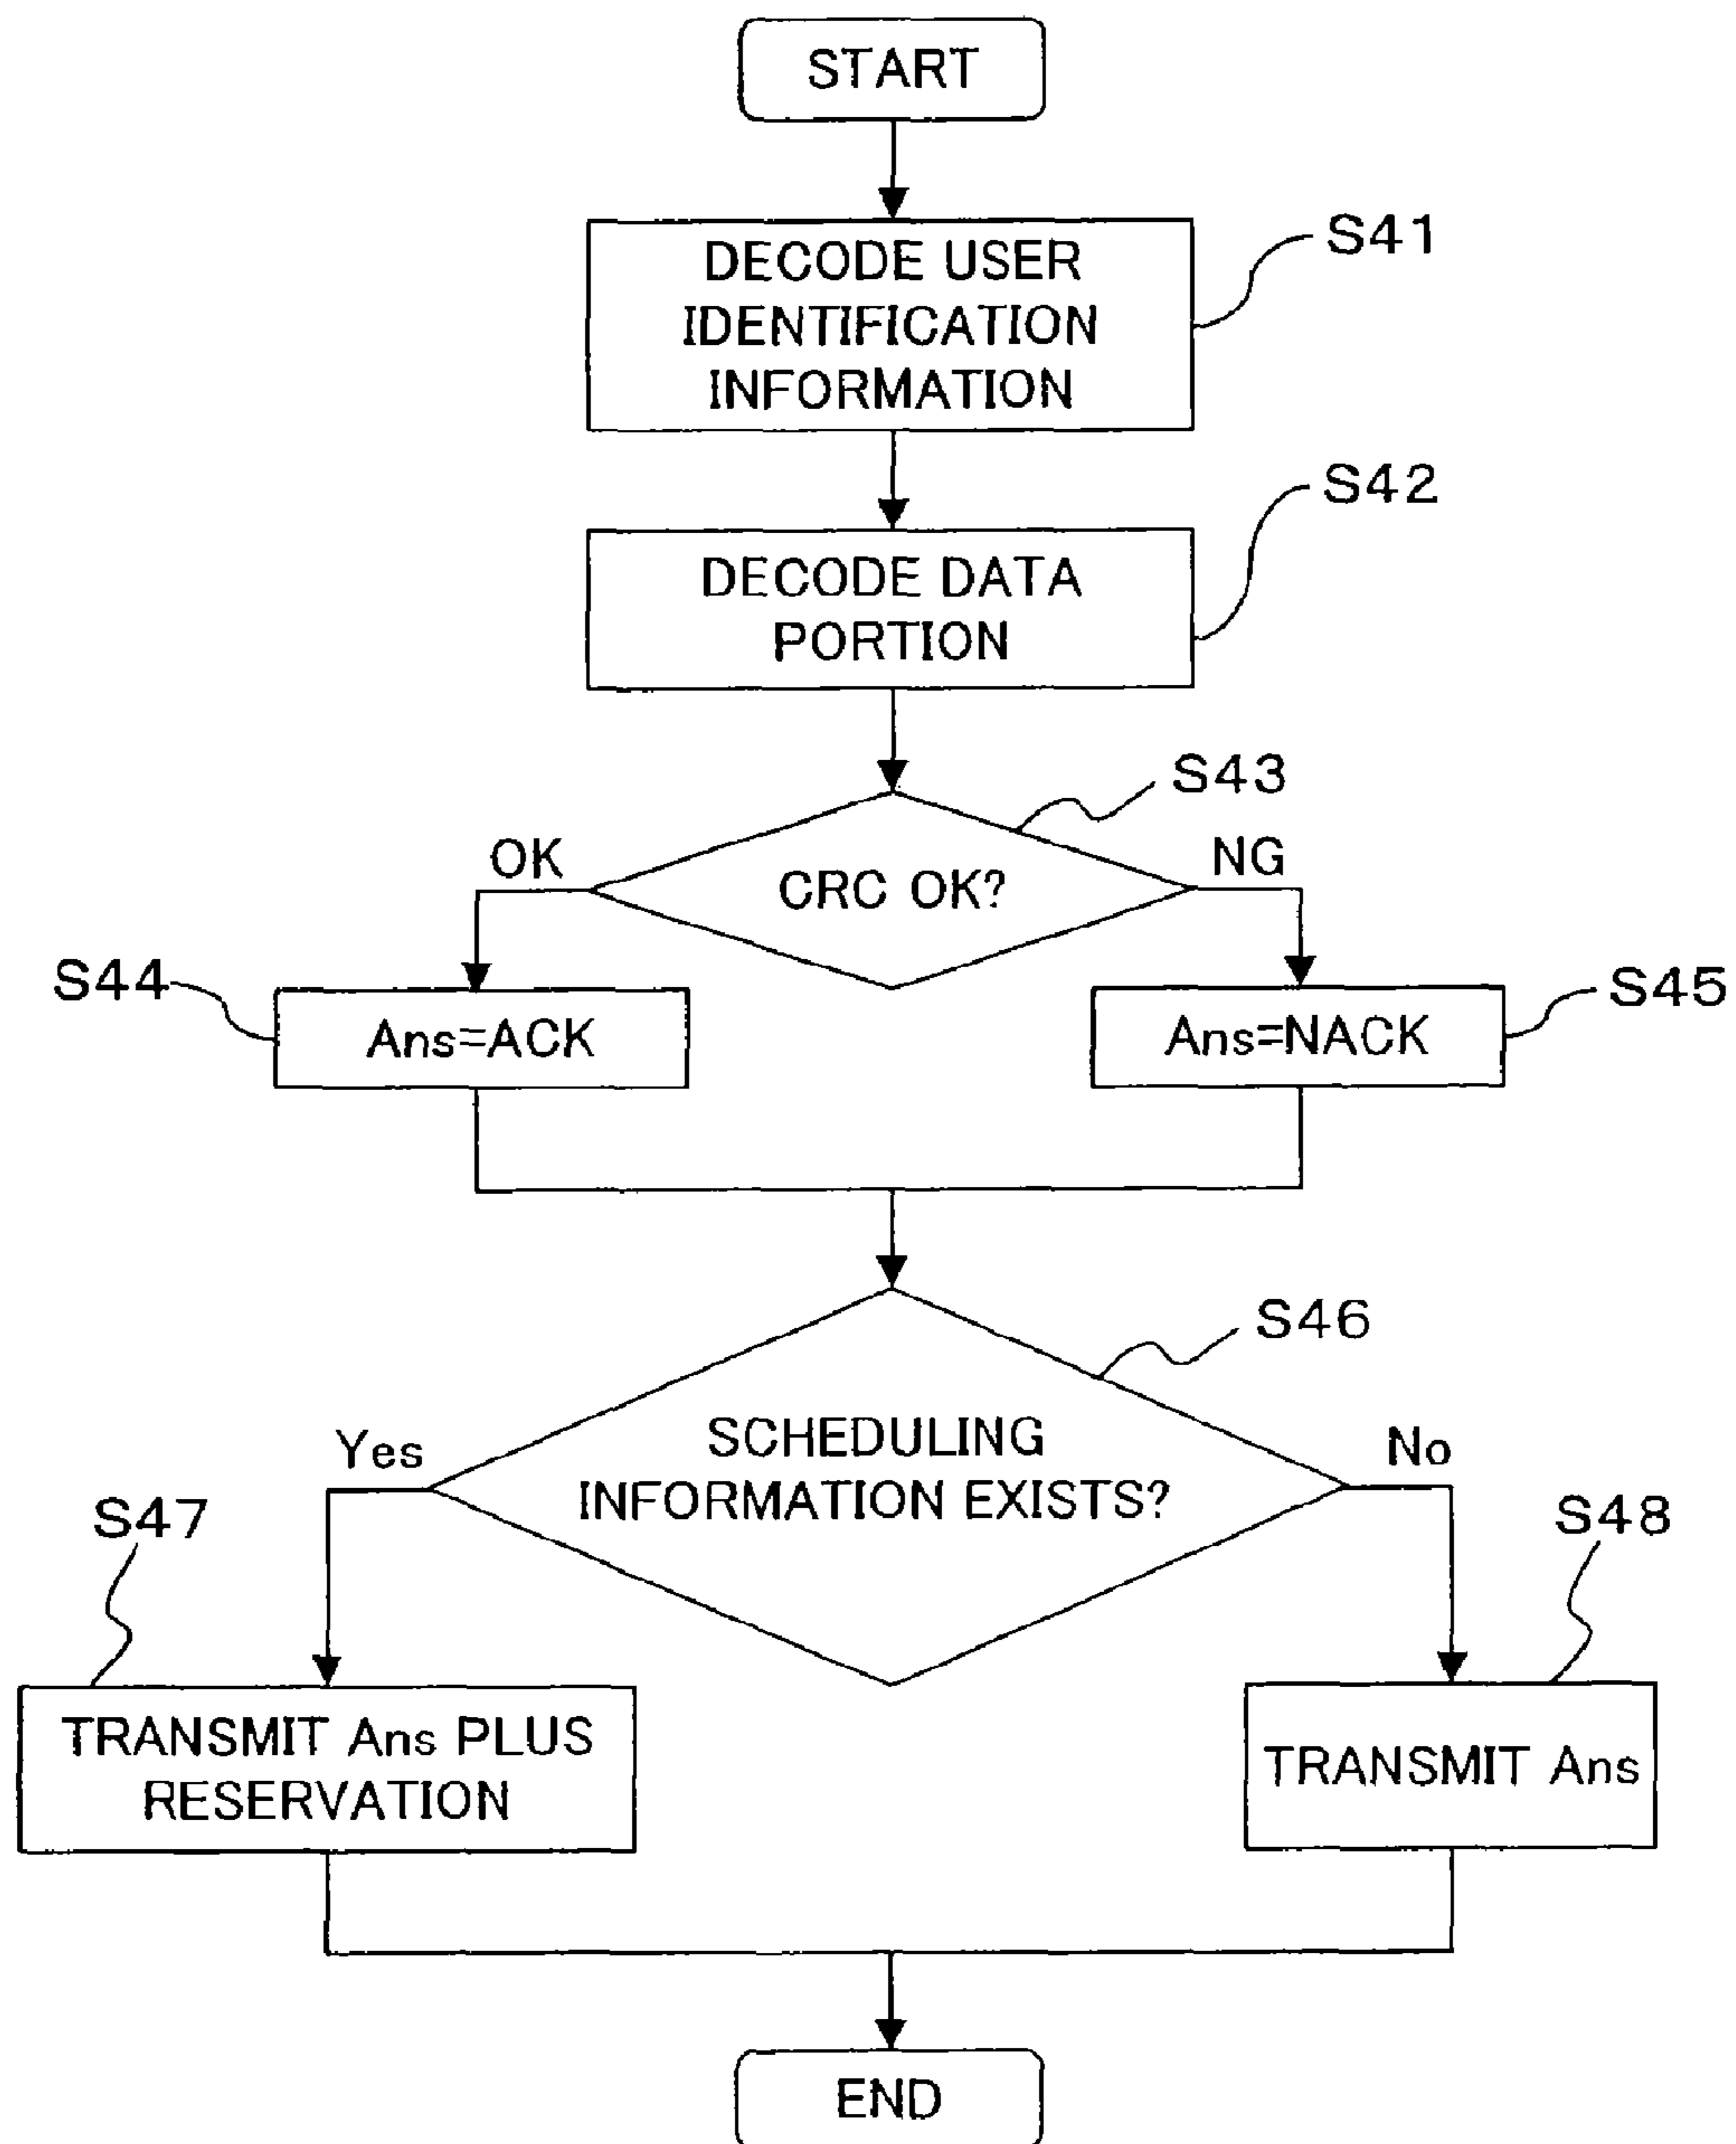 START
DECODE USER
IDENTIFICATION
INFORMATION
S41
DECODE DATA
PORTION
S42
CRC OK?
S43
OK
NG
S44
Ans=ACK
Ans=NACK
S45
SCHEDULING
INFORMATION EXISTS?
S46
Yes
No
S47
S48
TRANSMIT Ans PLUS
RESERVATION
TRANSMIT Ans
END